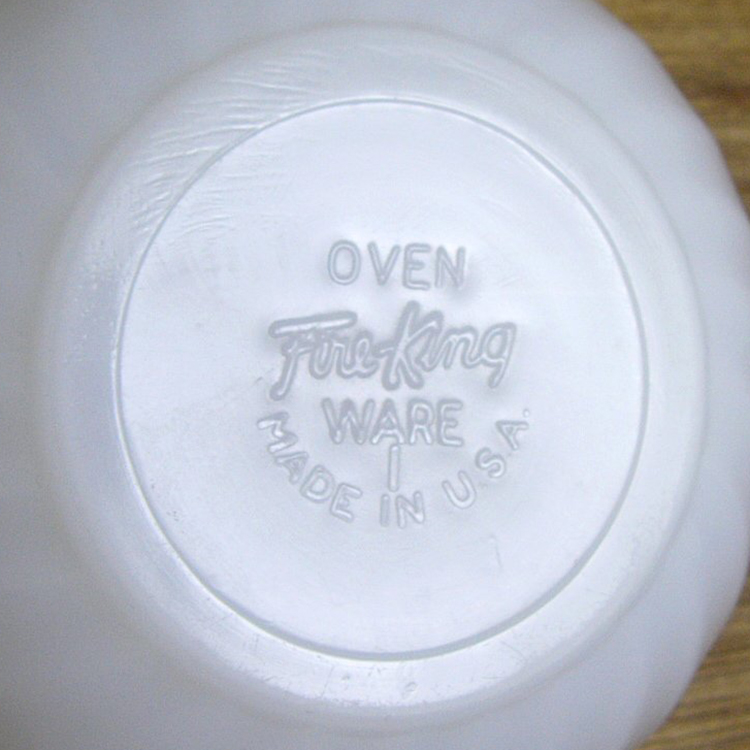 OVEN
Fire-King
WARE
1
MADE IN U.S.A.